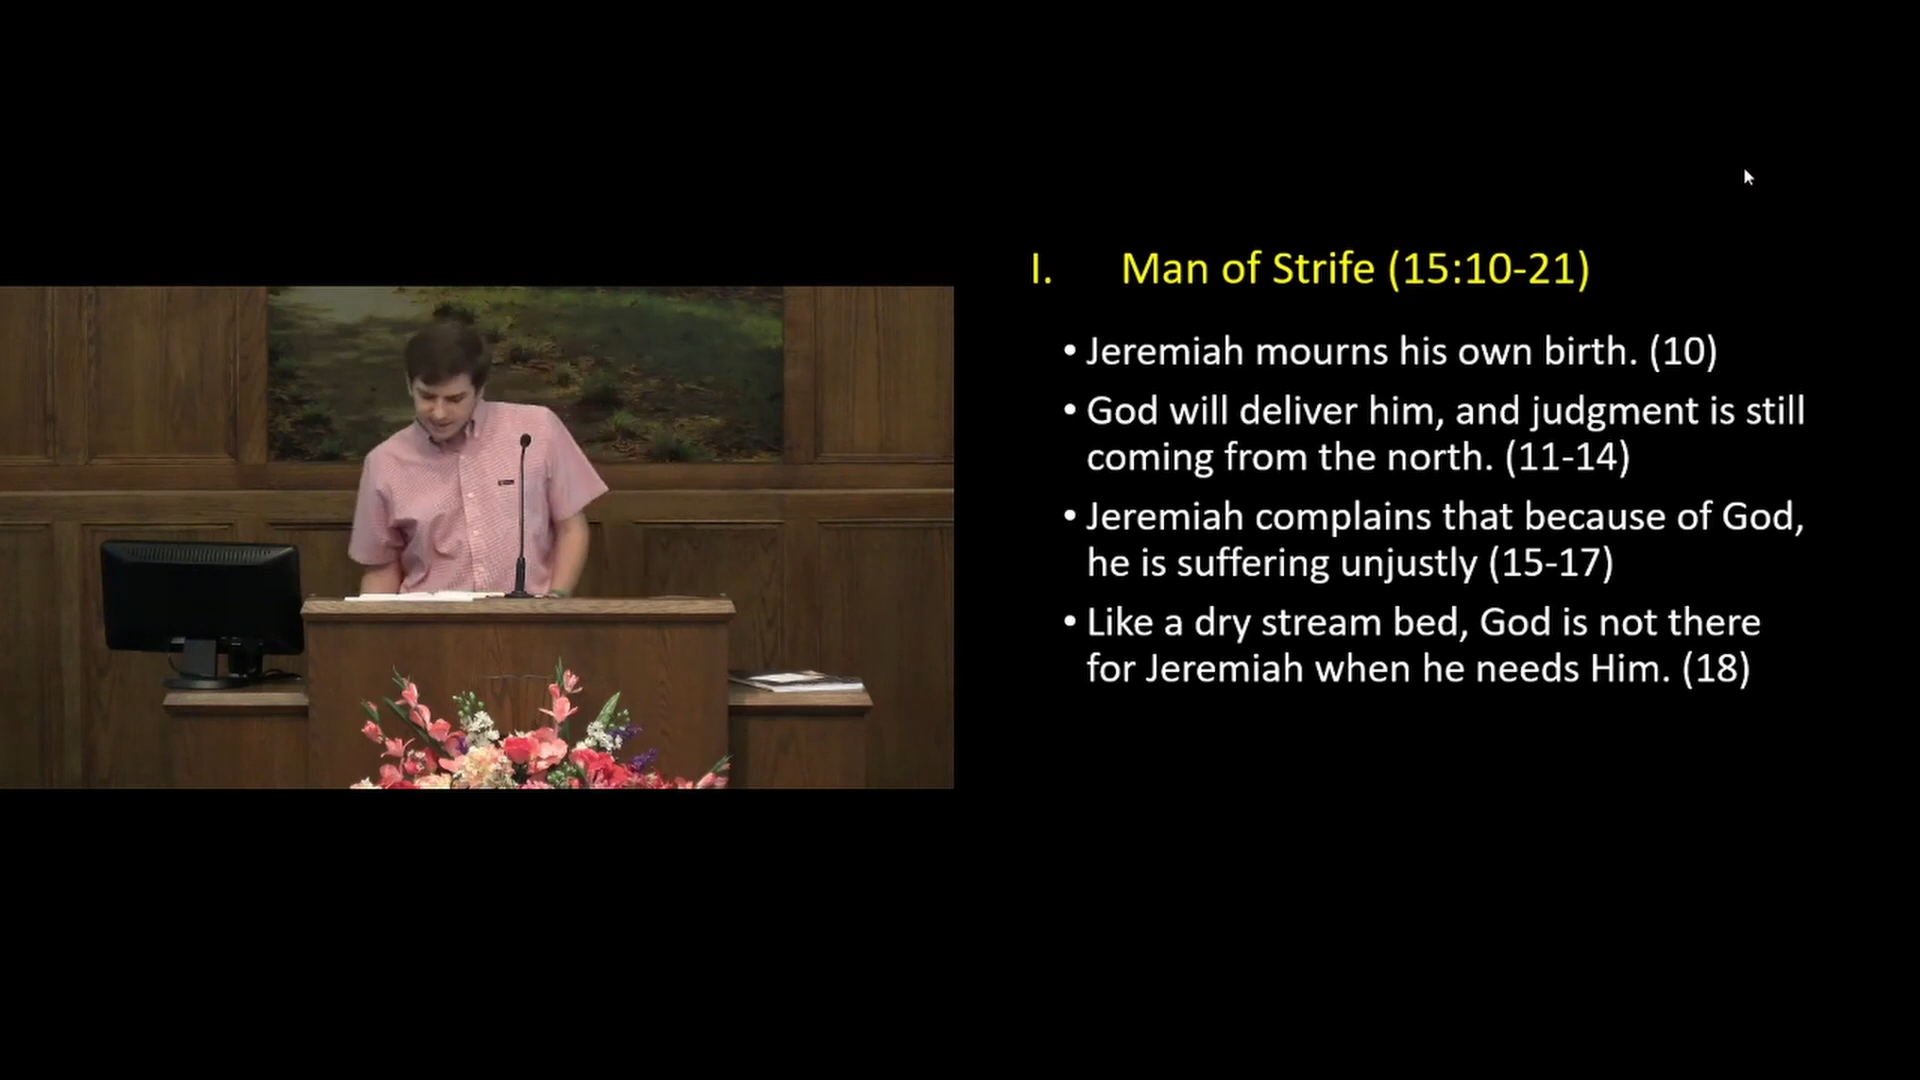 I. Man of Strife (15:10-21)
• Jeremiah mourns his own birth. (10)
• God will deliver him, and judgment is still
coming from the north. (11-14)
• Jeremiah complains that because of God,
he is suffering unjustly (15-17)
• Like a dry stream bed, God is not there
for Jeremiah when he needs Him. (18)